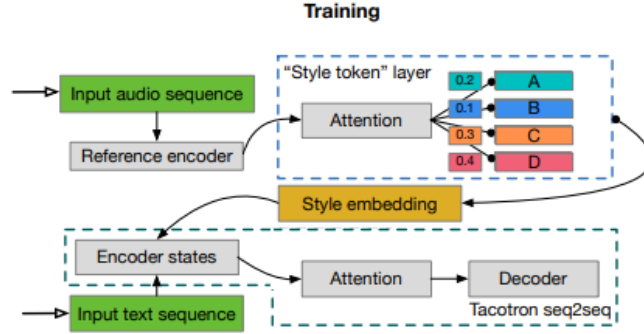 Training
"Style token" layer
Input audio sequence
Reference encoder
Attention
0.2 A
0.1 B
0.3 C
0.4 D
Style embedding
Encoder states
Attention
Decoder
Tacotron seq2seq
Input text sequence